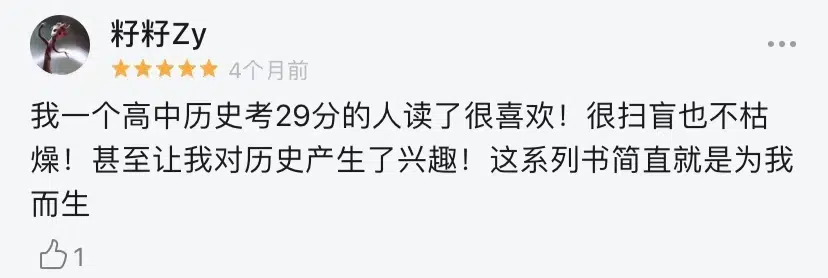 籽籽Zy
4个月前
我一个高中历史考29分的人读了很喜欢！很扫盲也不枯
燥！甚至让我对历史产生了兴趣！这系列书简直就是为我
而生
1